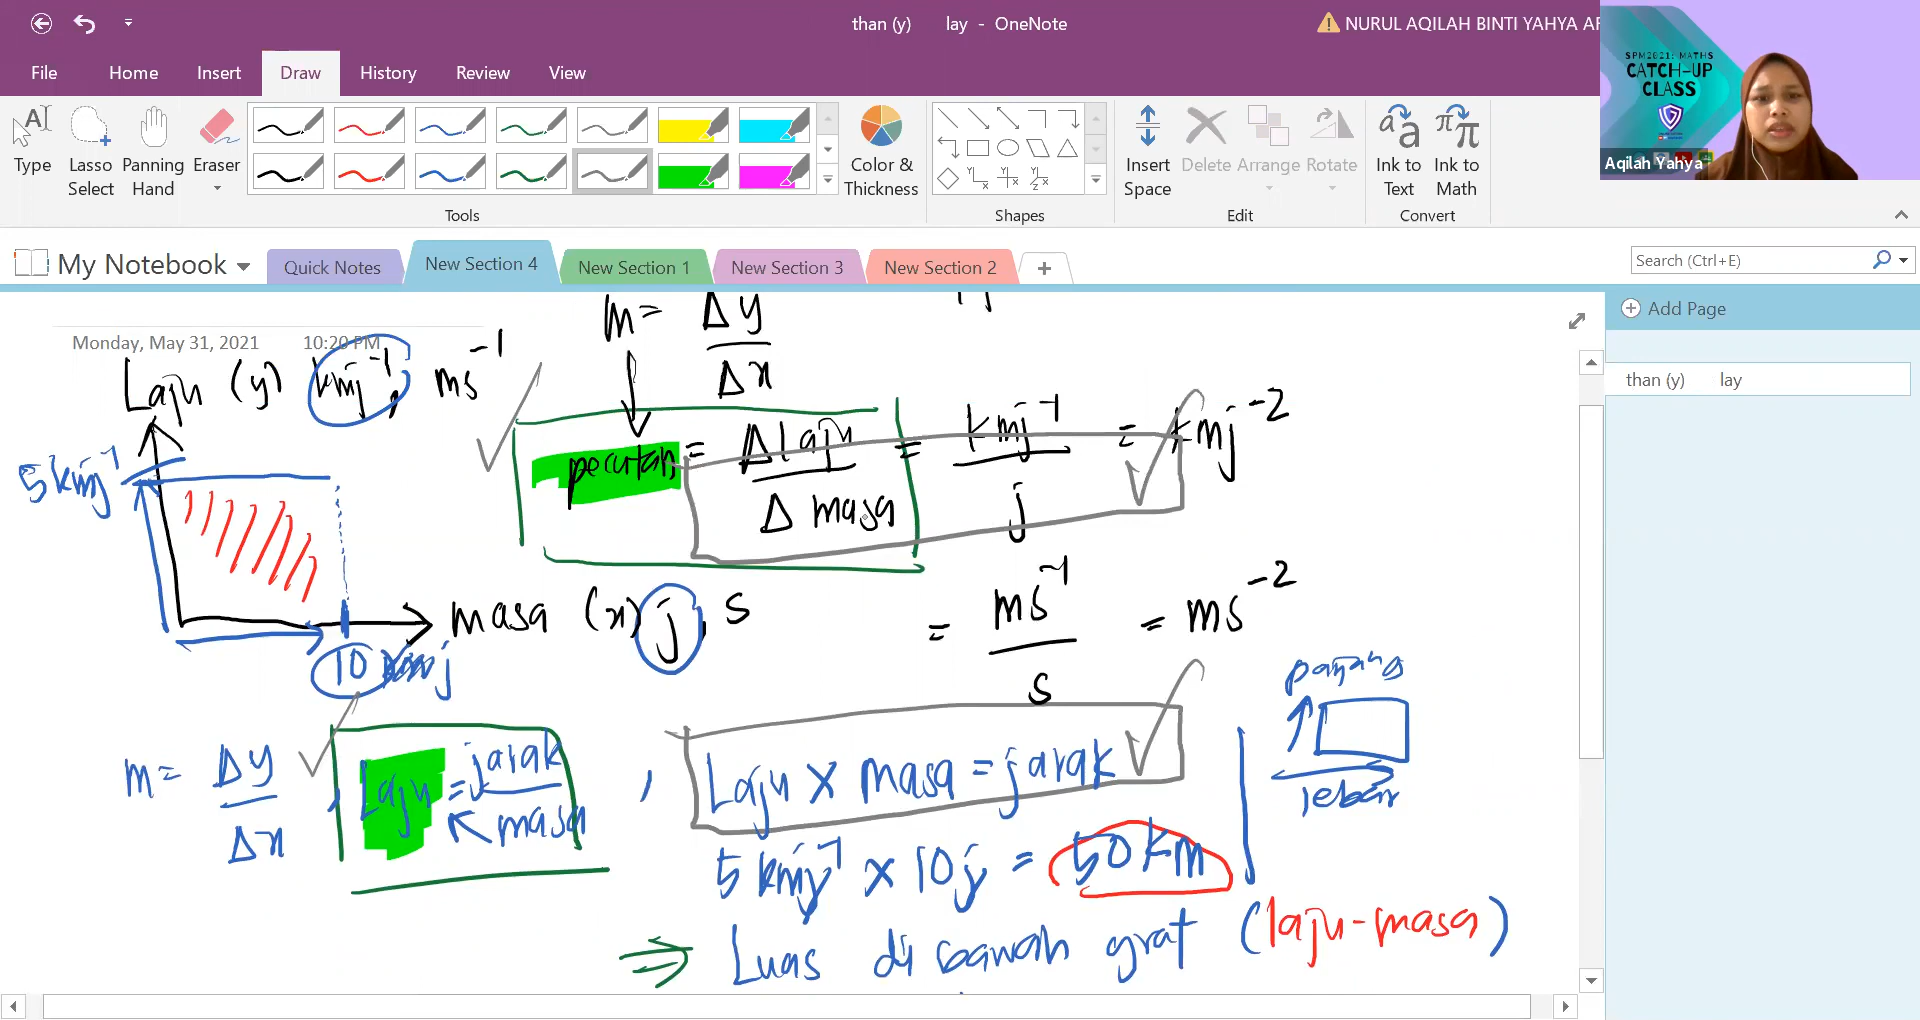 than (y) lay - OneNote
NURUL AQILAH BINTI YAHYA AF
SPM2021: MATHS
CATCH-UP
CLASS
Aqilah Yahya
File Home Insert Draw History Review View
Type
Lasso Select
Panning Hand
Eraser
Color & Thickness
Insert Space
Delete
Arrange
Rotate
Ink to Text
Ink to Math
Tools
Shapes
Edit
Convert
My Notebook
Quick Notes
New Section 4
New Section 1
New Section 3
New Section 2
Search (Ctrl+E)
Add Page
than (y) lay
Monday, May 31, 2021 10:20 PM
m = Δy / Δx
Laju (y) kmj⁻¹, ms⁻¹
pecutan = Δ laju / Δ masa = kmj⁻¹ / j = kmj⁻²
5 kmj⁻¹
= ms⁻¹ / s = ms⁻²
masa (x) j, s
10 j
panjang
lebar
m = Δy / Δx , Laju = jarak / masa , Laju x masa = jarak
5 kmj⁻¹ x 10j = 50 km
⇒ Luas di bawah graf (laju-masa)